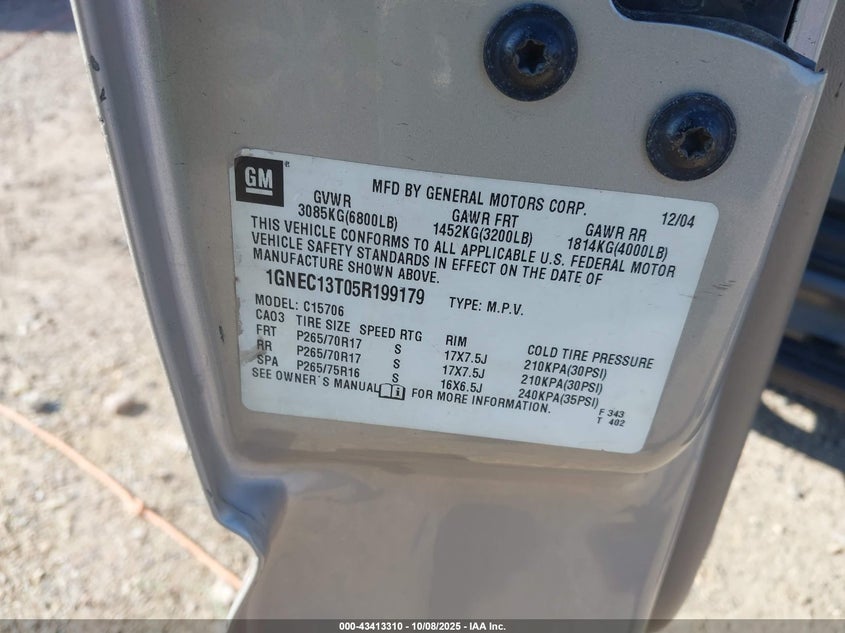 GM
MFD BY GENERAL MOTORS CORP. 12/04
GVWR GAWR FRT GAWR RR
3085KG(6800LB) 1452KG(3200LB) 1814KG(4000LB)
THIS VEHICLE CONFORMS TO ALL APPLICABLE U.S. FEDERAL MOTOR
VEHICLE SAFETY STANDARDS IN EFFECT ON THE DATE OF
MANUFACTURE SHOWN ABOVE.
1GNEC13T05R199179 TYPE: M.P.V.
MODEL: C15706
CA03 TIRE SIZE SPEED RTG RIM COLD TIRE PRESSURE
FRT P265/70R17 S 17X7.5J 210KPA(30PSI)
RR P265/70R17 S 17X7.5J 210KPA(30PSI)
SPA P265/75R16 S 16X6.5J 240KPA(35PSI)
SEE OWNER'S MANUAL FOR MORE INFORMATION.
F 343
T 402
000-43413310 - 10/08/2025 - IAA Inc.